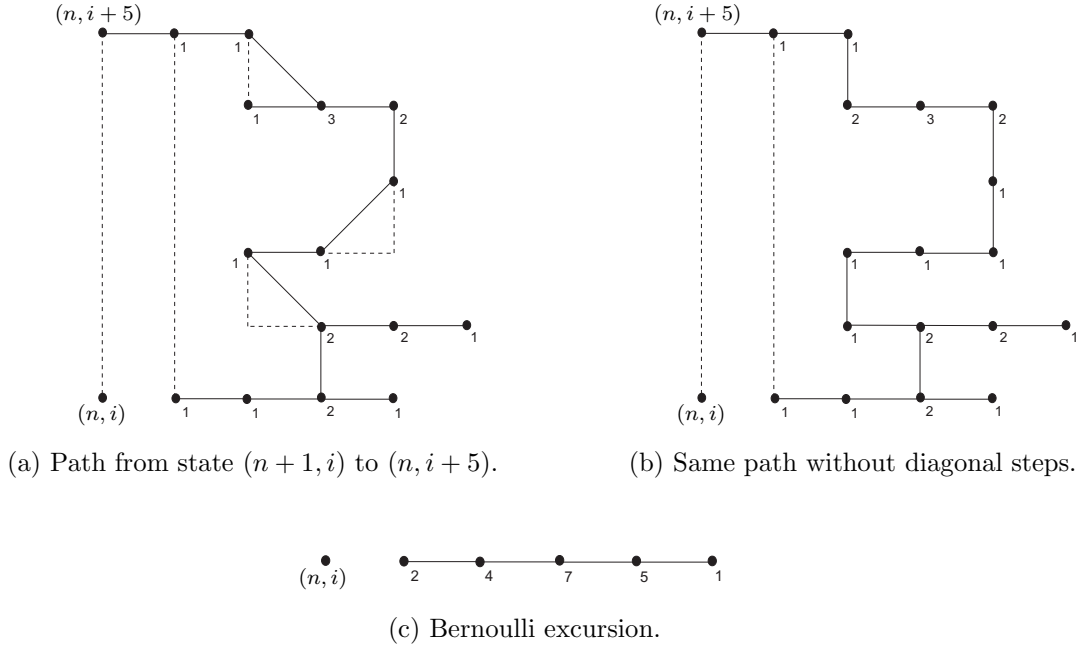 (n, i + 5)
1 1
1 3 2
1
1 1
2 2 1
1 1 2 1
(n, i)
(a) Path from state (n + 1, i) to (n, i + 5).
(n, i + 5)
1 1
2 3 2
1
1 1 1
1 2 2 1
1 1 2 1
(n, i)
(b) Same path without diagonal steps.
(n, i) 2 4 7 5 1
(c) Bernoulli excursion.